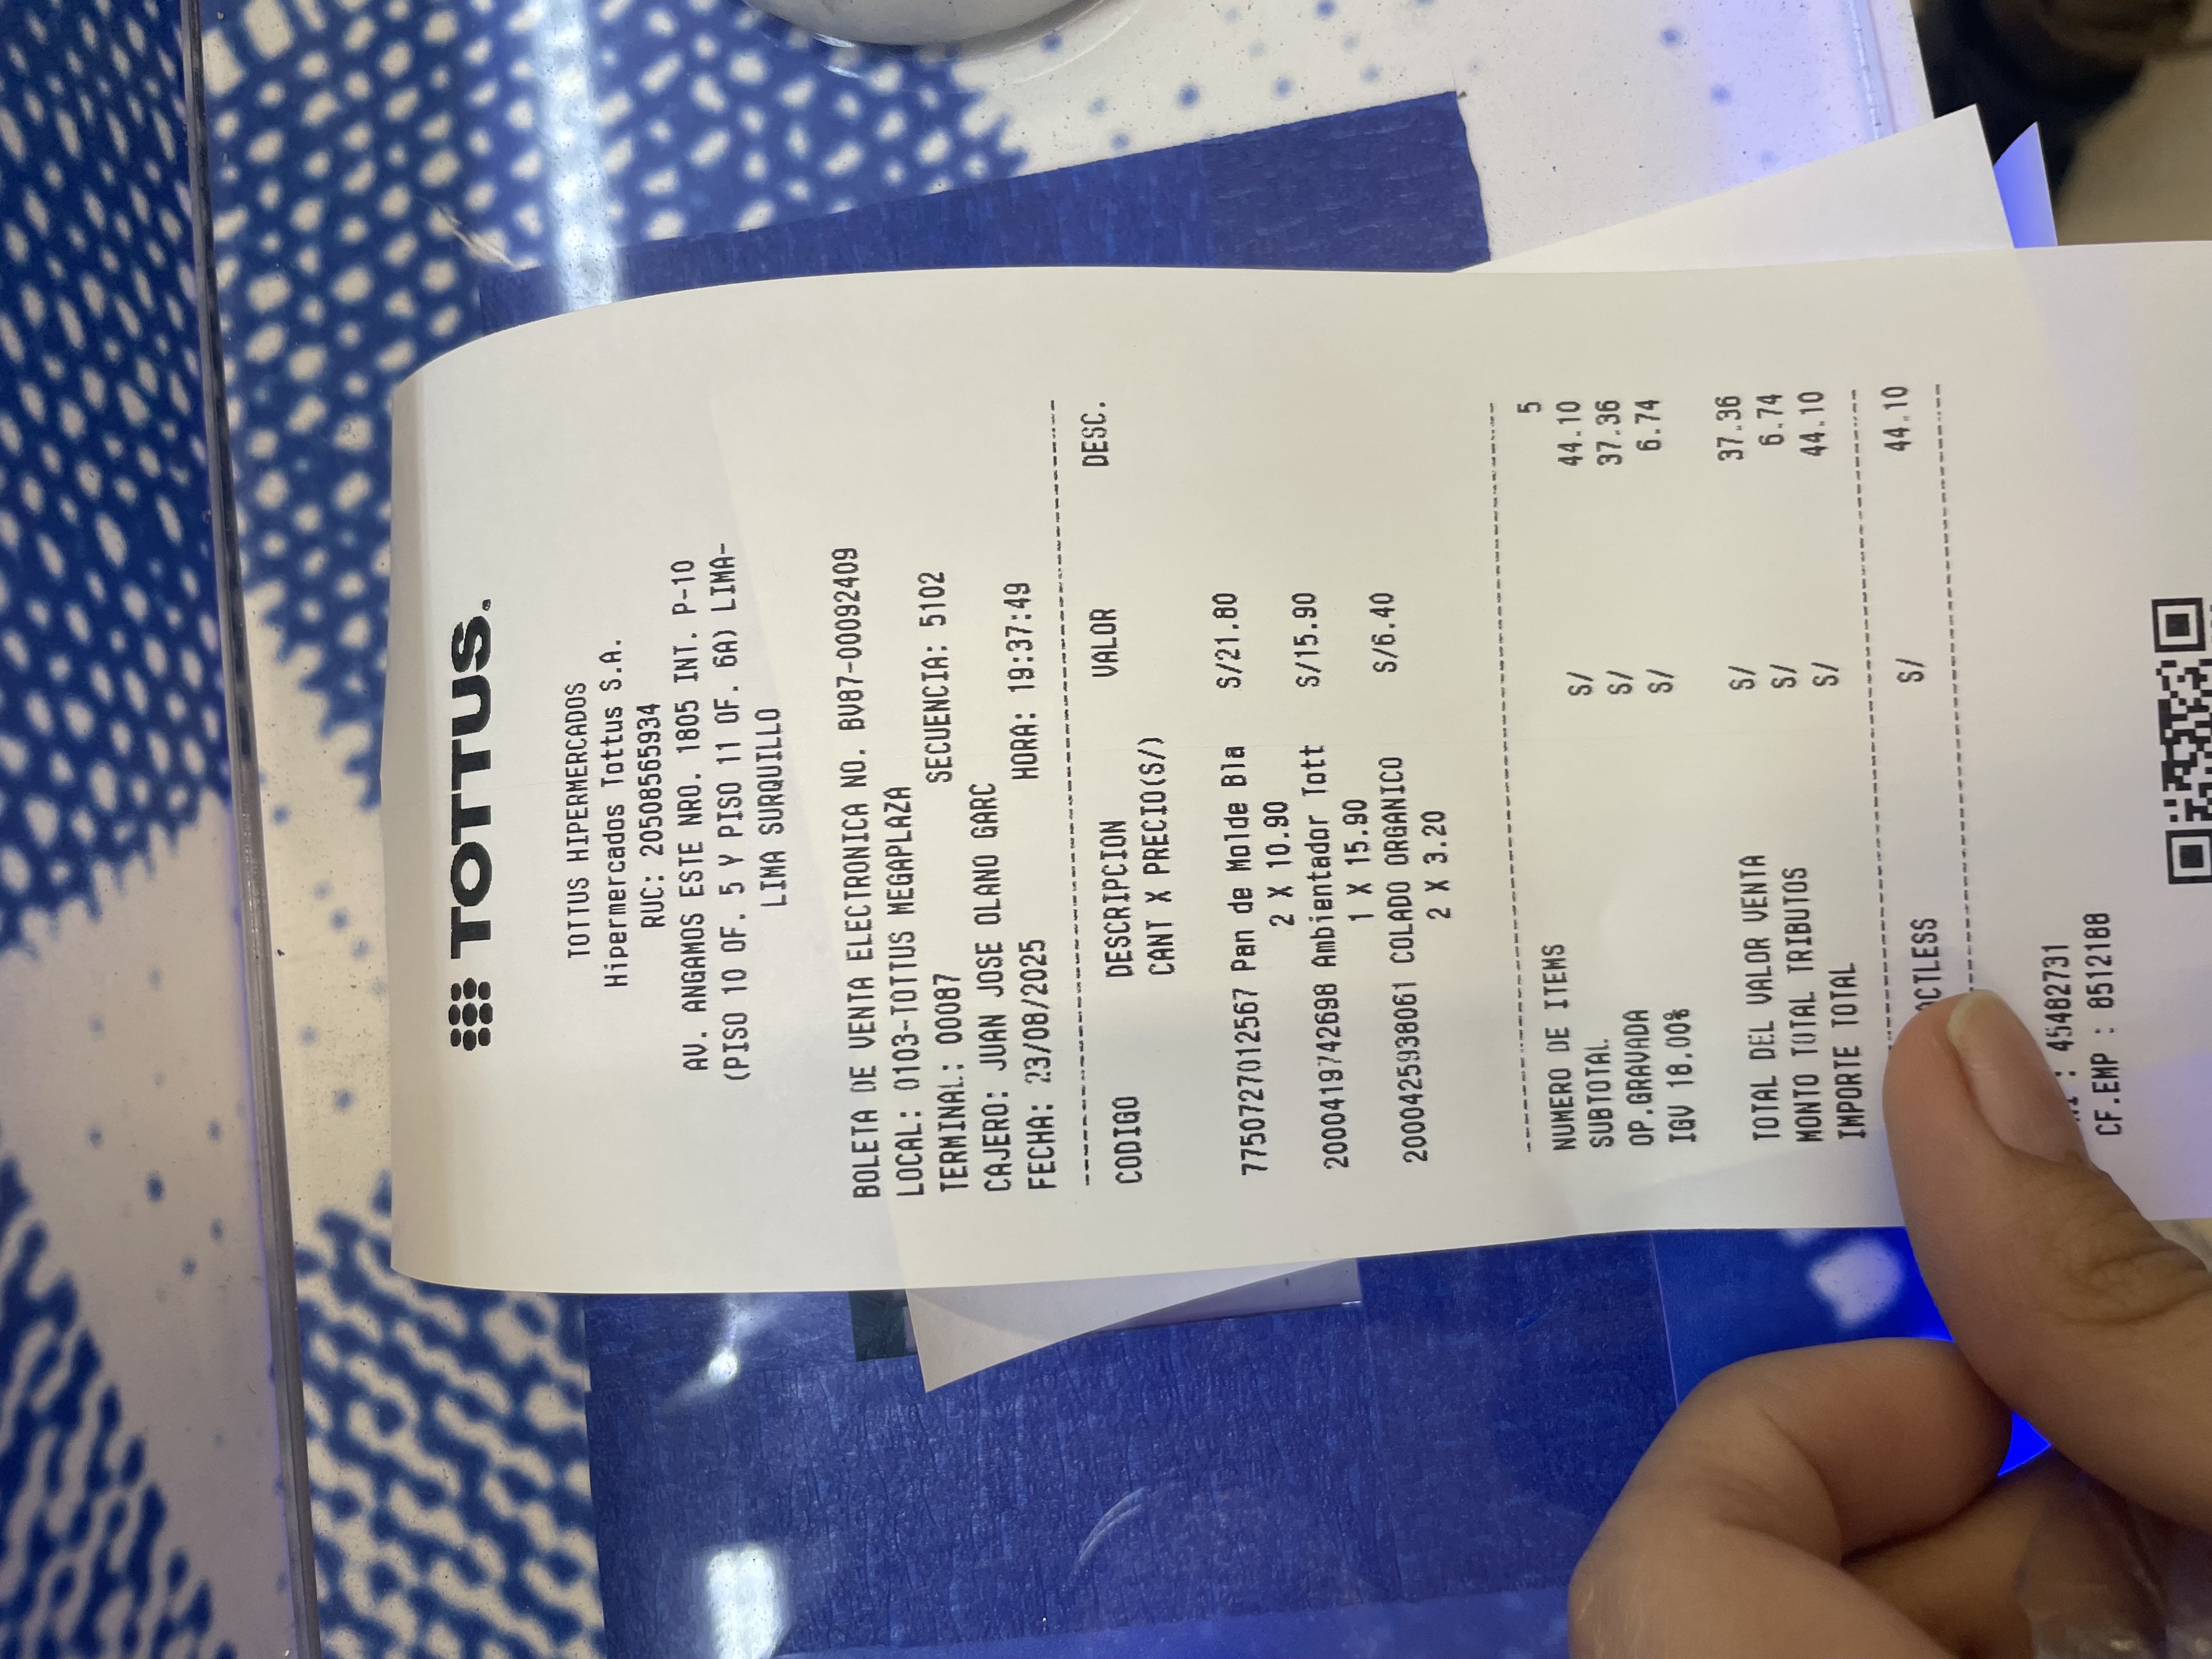 TOTTUS.
TOTTUS HIPERMERCADOS
Hipermercados Tottus S.A.
RUC: 20508565934
AV. ANGAMOS ESTE NRO. 1805 INT. P-10
(PISO 10 OF. 5 Y PISO 11 OF. 6A) LIMA-
LIMA SURQUILLO
BOLETA DE VENTA ELECTRONICA NO. BV87-00092409
LOCAL: 0103-TOTTUS MEGAPLAZA
TERMINAL: 00087 SECUENCIA: 5102
CAJERO: JUAN JOSE OLANO GARC
FECHA: 23/08/2025 HORA: 19:37:49
CODIGO DESCRIPCION VALOR DESC.
CANT X PRECIO(S/)
7750727012567 Pan de Molde Bla S/21.80
2 X 10.90
2000419742698 Ambientador Tott S/15.90
1 X 15.90
2000425938061 COLADO ORGANICO S/6.40
2 X 3.20
NUMERO DE ITEMS 5
SUBTOTAL S/ 44.10
OP.GRAVADA S/ 37.36
IGV 18.00% S/ 6.74
TOTAL DEL VALOR VENTA S/ 37.36
MONTO TOTAL TRIBUTOS S/ 6.74
IMPORTE TOTAL S/ 44.10
ACTLESS S/ 44.10
: 45482731
CF.EMP : 8512188